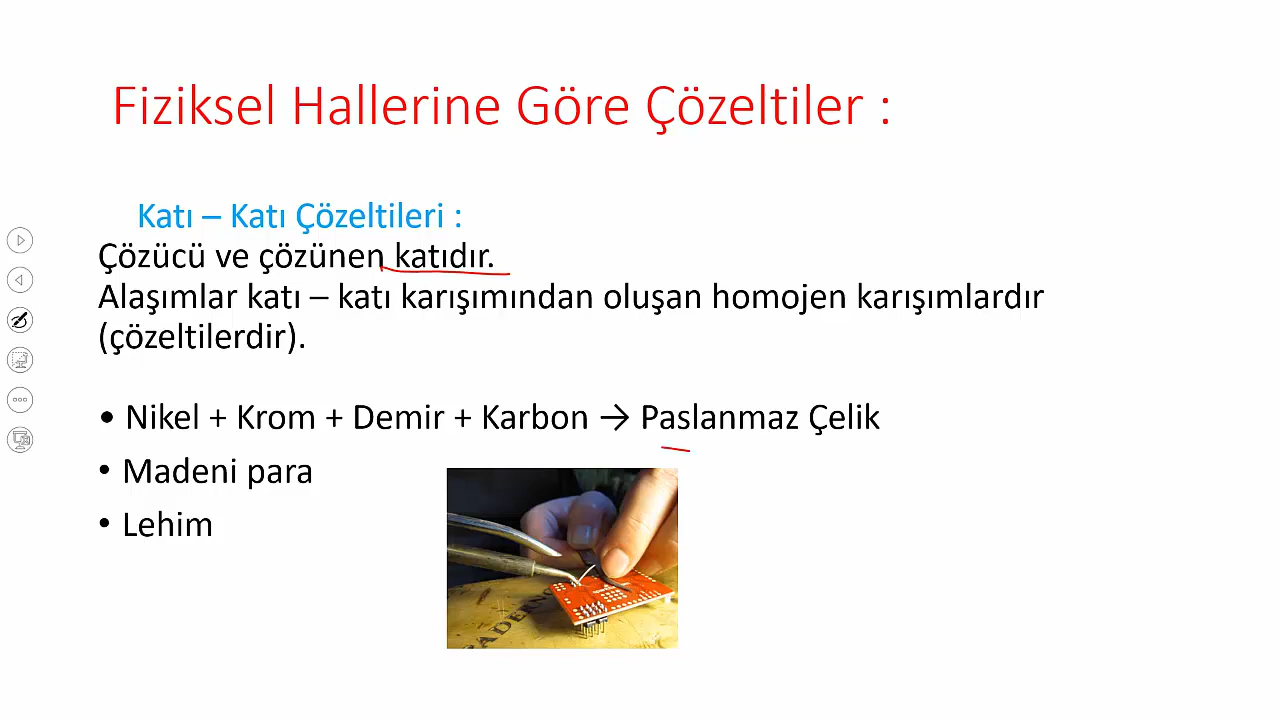 Fiziksel Hallerine Göre Çözeltiler :
Katı – Katı Çözeltileri :
Çözücü ve çözünen katıdır.
Alaşımlar katı – katı karışımından oluşan homojen karışımlardır
(çözeltilerdir).
• Nikel + Krom + Demir + Karbon → Paslanmaz Çelik
• Madeni para
• Lehim